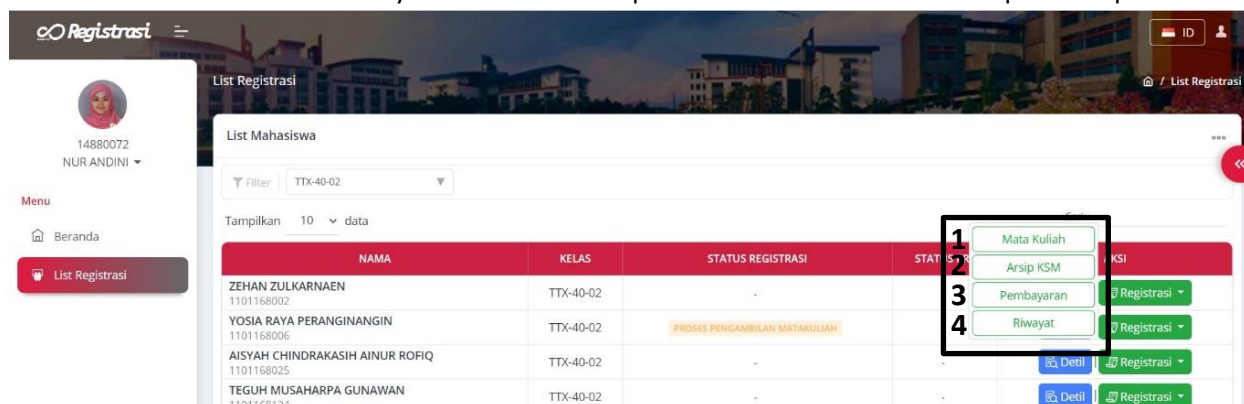 Registrasi
ID
List Registrasi
/ List Registrasi
14880072
NUR ANDINI
Menu
Beranda
List Registrasi
List Mahasiswa
Filter TTX-40-02
Tampilkan 10 data
NAMA KELAS STATUS REGISTRASI AKSI
1 Mata Kuliah
2 Arsip KSM
3 Pembayaran
4 Riwayat
ZEHAN ZULKARNAEN TTX-40-02 - Registrasi
1101168002
YOSIA RAYA PERANGINANGIN TTX-40-02 PROSES PENGAMBILAN MATAKULIAH Registrasi
1101168006
AISYAH CHINDRAKASIH AINUR ROFIQ TTX-40-02 - - Detil | Registrasi
1101168025
TEGUH MUSAHARPA GUNAWAN TTX-40-02 - - Detil | Registrasi